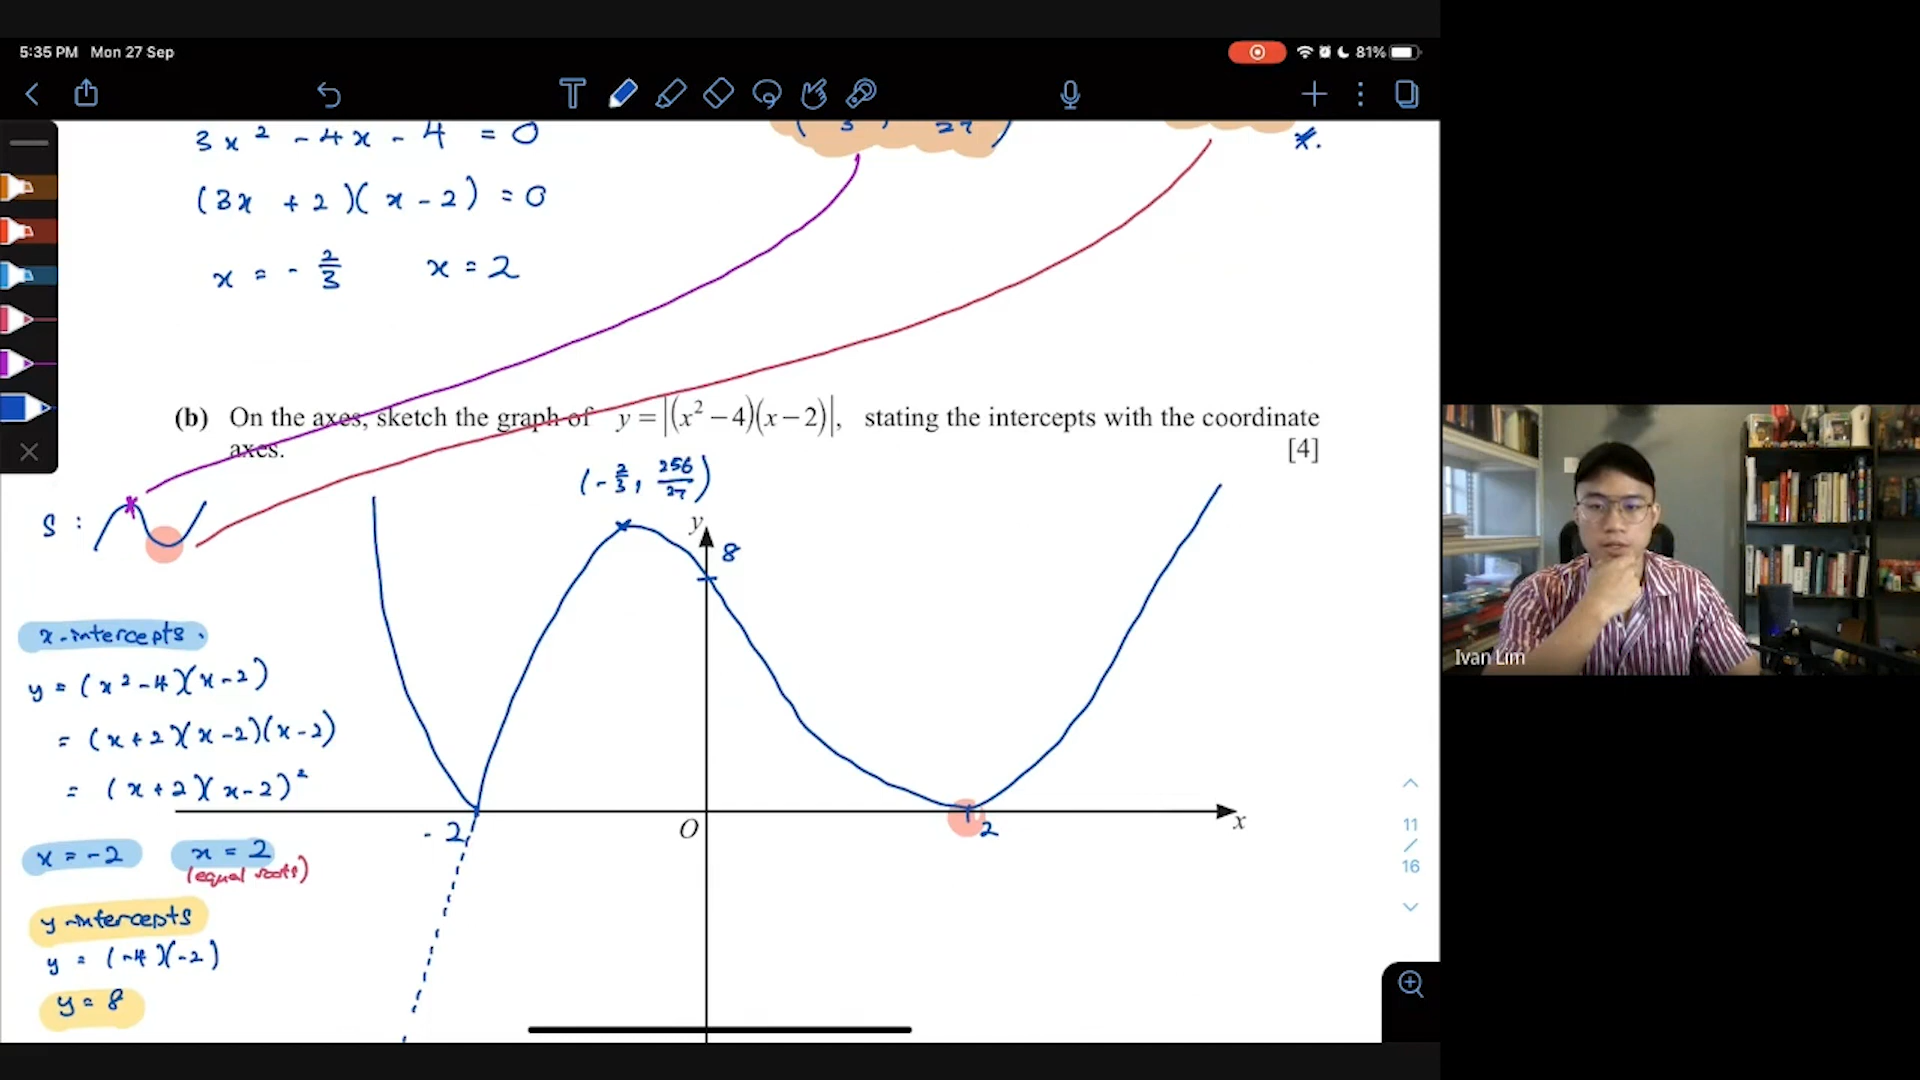 5:35 PM Mon 27 Sep
81%
3x² - 4x - 4 = 0
(3x + 2)(x - 2) = 0
x = - 2/3 x = 2
27
(b) On the axes, sketch the graph of y = |(x² − 4)(x − 2)|, stating the intercepts with the coordinate
axes. [4]
(- 2/3, 256/27)
S :
y
8
x-intercepts.
y = (x² - 4)(x - 2)
= (x + 2)(x - 2)(x - 2)
= (x + 2)(x - 2)²
-2
O
2
x
x = -2 x = 2
(equal roots)
y-intercepts
y = (-4)(-2)
y = 8
11
/
16
Ivan Lim